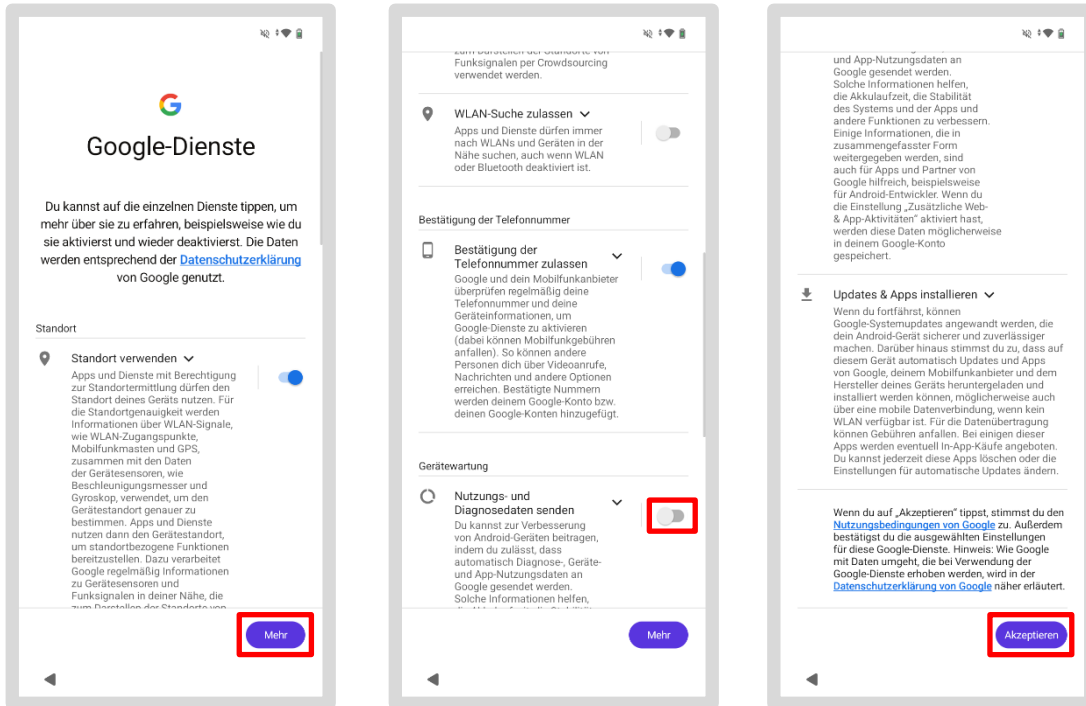 Google-Dienste
Du kannst auf die einzelnen Dienste tippen, um
mehr über sie zu erfahren, beispielsweise wie du
sie aktivierst und wieder deaktivierst. Die Daten
werden entsprechend der Datenschutzerklärung
von Google genutzt.
Standort
Standort verwenden
Apps und Dienste mit Berechtigung
zur Standortermittlung dürfen den
Standort deines Geräts nutzen. Für
die Standortgenauigkeit werden
Informationen über WLAN-Signale,
wie WLAN-Zugangspunkte,
Mobilfunkmasten und GPS,
zusammen mit den Daten
der Gerätesensoren, wie
Beschleunigungsmesser und
Gyroskop, verwendet, um den
Gerätestandort genauer zu
bestimmen. Apps und Dienste
nutzen dann den Gerätestandort,
um standortbezogene Funktionen
bereitzustellen. Dazu verarbeitet
Google regelmäßig Informationen
zu Gerätesensoren und
Funksignalen in deiner Nähe, die
zum Darstellen der Standorte von
Mehr
zum Darstellen der Standorte von
Funksignalen per Crowdsourcing
verwendet werden.
WLAN-Suche zulassen
Apps und Dienste dürfen immer
nach WLANs und Geräten in der
Nähe suchen, auch wenn WLAN
oder Bluetooth deaktiviert ist.
Bestätigung der Telefonnummer
Bestätigung der
Telefonnummer zulassen
Google und dein Mobilfunkanbieter
überprüfen regelmäßig deine
Telefonnummer und deine
Geräteinformationen, um
Google-Dienste zu aktivieren
(dabei können Mobilfunkgebühren
anfallen). So können andere
Personen dich über Videoanrufe,
Nachrichten und andere Optionen
erreichen. Bestätigte Nummern
werden deinem Google-Konto bzw.
deinen Google-Konten hinzugefügt.
Gerätewartung
Nutzungs- und
Diagnosedaten senden
Du kannst zur Verbesserung
von Android-Geräten beitragen,
indem du zulässt, dass
automatisch Diagnose-, Geräte-
und App-Nutzungsdaten an
Google gesendet werden.
Solche Informationen helfen,
Mehr
und App-Nutzungsdaten an
Google gesendet werden.
Solche Informationen helfen,
die Akkulaufzeit, die Stabilität
des Systems und der Apps und
andere Funktionen zu verbessern.
Einige Informationen, die in
zusammengefasster Form
weitergegeben werden, sind
auch für Apps und Partner von
Google hilfreich, beispielsweise
für Android-Entwickler. Wenn du
die Einstellung „Zusätzliche Web-
& App-Aktivitäten“ aktiviert hast,
werden diese Daten möglicherweise
in deinem Google-Konto
gespeichert.
Updates & Apps installieren
Wenn du fortfährst, können
Google-Systemupdates angewandt werden, die
dein Android-Gerät sicherer und zuverlässiger
machen. Darüber hinaus stimmst du zu, dass auf
diesem Gerät automatisch Updates und Apps
von Google, deinem Mobilfunkanbieter und dem
Hersteller deines Geräts heruntergeladen und
installiert werden können, möglicherweise auch
über eine mobile Datenverbindung, wenn kein
WLAN verfügbar ist. Für die Datenübertragung
können Gebühren anfallen. Bei einigen dieser
Apps werden eventuell In-App-Käufe angeboten.
Du kannst jederzeit diese Apps löschen oder die
Einstellungen für automatische Updates ändern.
Wenn du auf „Akzeptieren“ tippst, stimmst du den
Nutzungsbedingungen von Google zu. Außerdem
bestätigst du die ausgewählten Einstellungen
für diese Google-Dienste. Hinweis: Wie Google
mit Daten umgeht, die bei Verwendung der
Google-Dienste erhoben werden, wird in der
Datenschutzerklärung von Google näher erläutert.
Akzeptieren